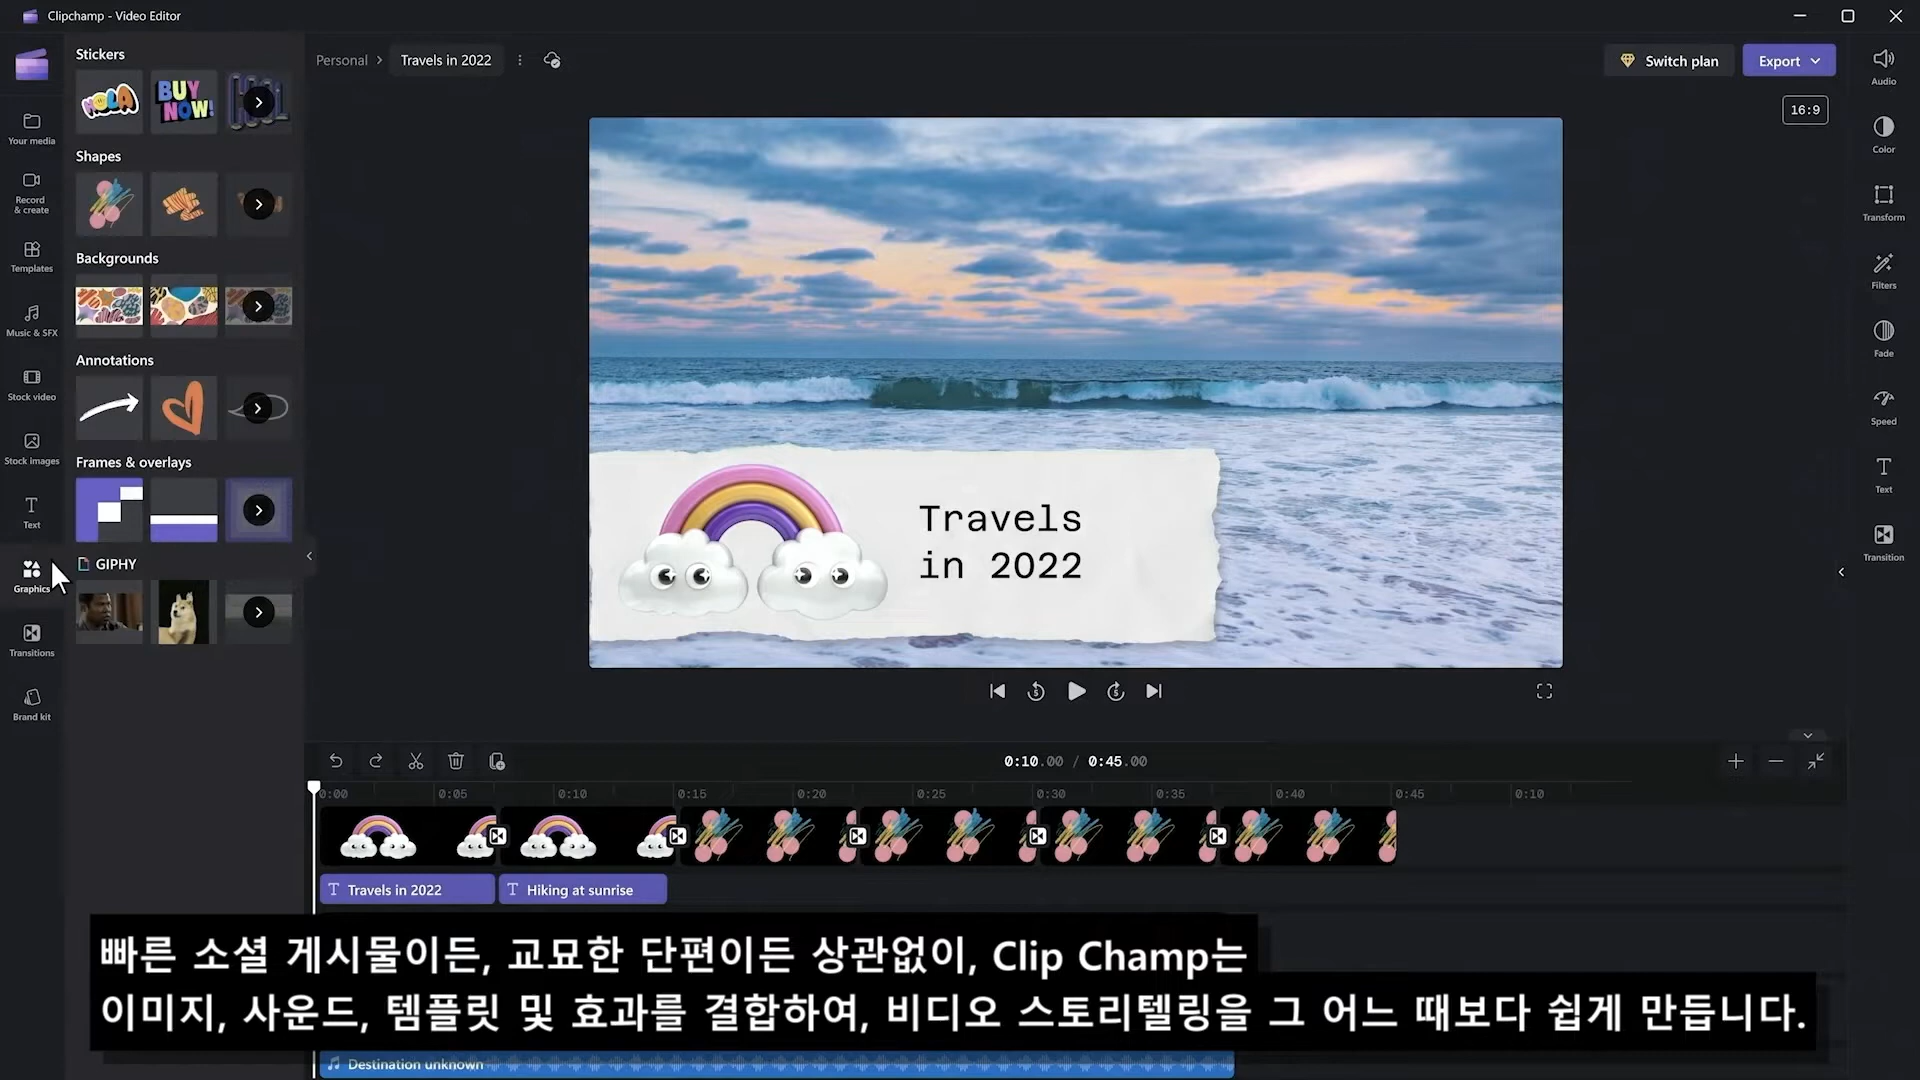 Clipchamp - Video Editor
Stickers
HOLA
BUY NOW!
Shapes
Backgrounds
Annotations
Frames & overlays
GIPHY
Your media
Record
& create
Templates
Music & SFX
Stock video
Stock images
Text
Graphics
Transitions
Brand kit
Personal
Travels in 2022
Switch plan
Export
16:9
Audio
Color
Transform
Filters
Fade
Speed
Text
Transition
Travels
in 2022
5
5
0:10.00 / 0:45.00
0:00 0:05 0:10 0:15 0:20 0:25 0:30 0:35 0:40 0:45 0:10
Travels in 2022
Hiking at sunrise
빠른 소셜 게시물이든, 교묘한 단편이든 상관없이, Clip Champ는
이미지, 사운드, 템플릿 및 효과를 결합하여, 비디오 스토리텔링을 그 어느 때보다 쉽게 만듭니다.
Destination unknown